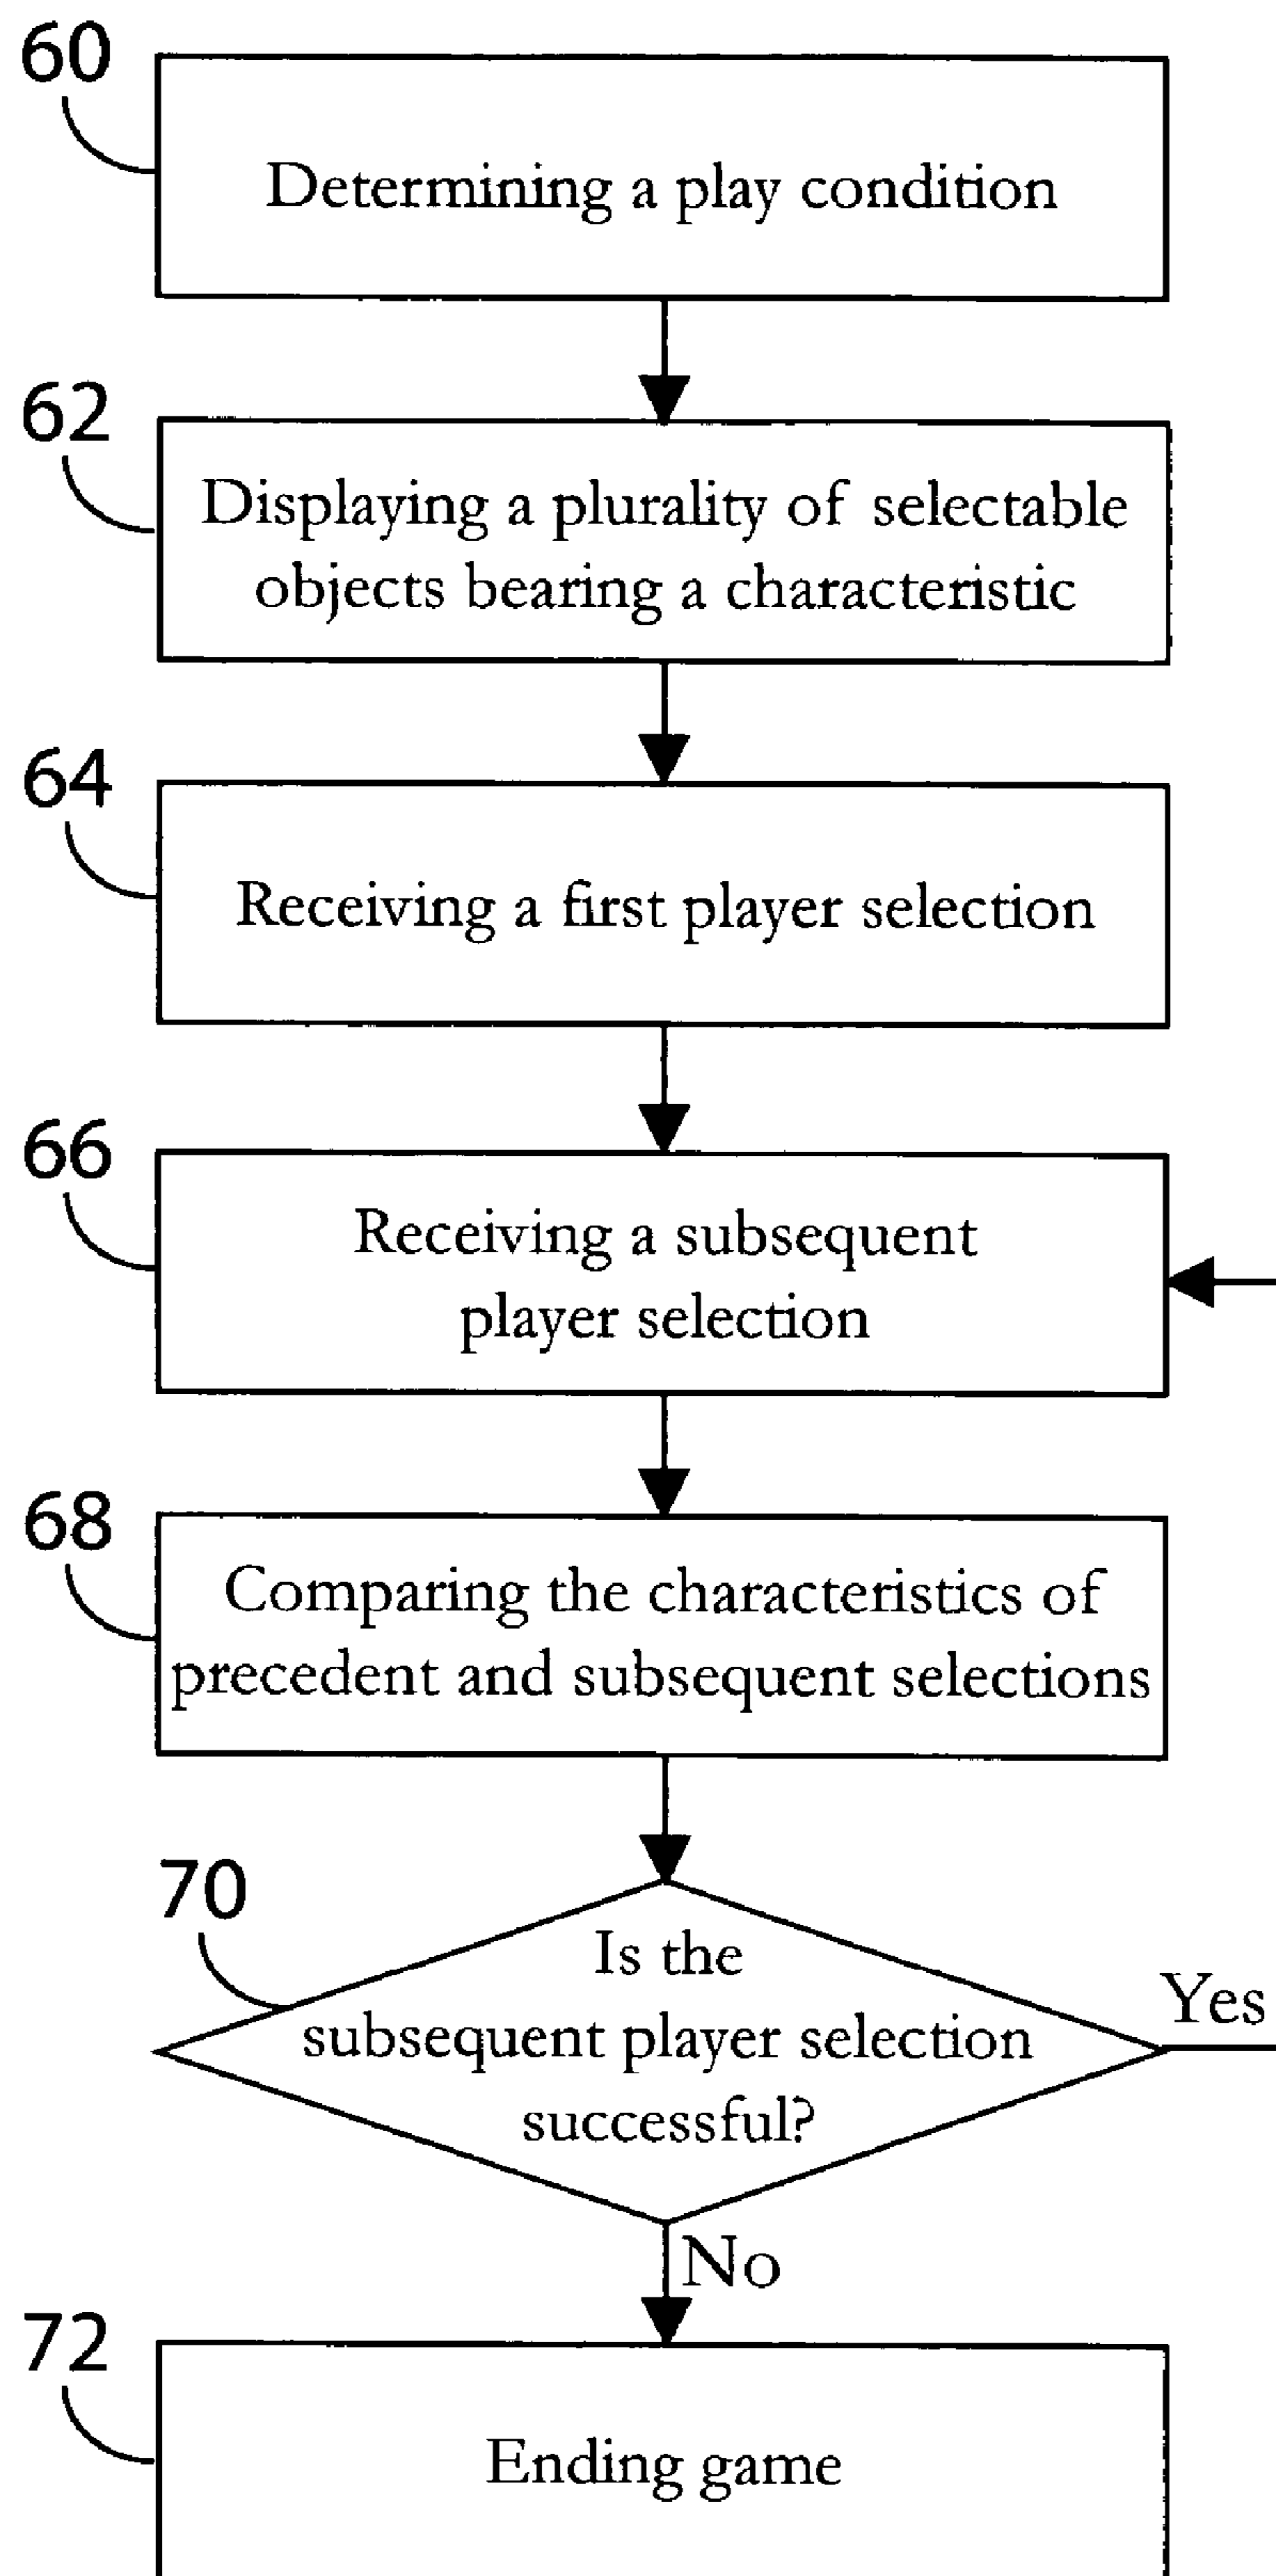 60
Determining a play condition
62
Displaying a plurality of selectable
objects bearing a characteristic
64
Receiving a first player selection
66
Receiving a subsequent
player selection
68
Comparing the characteristics of
precedent and subsequent selections
70
Is the
subsequent player selection
successful?
Yes
No
72
Ending game